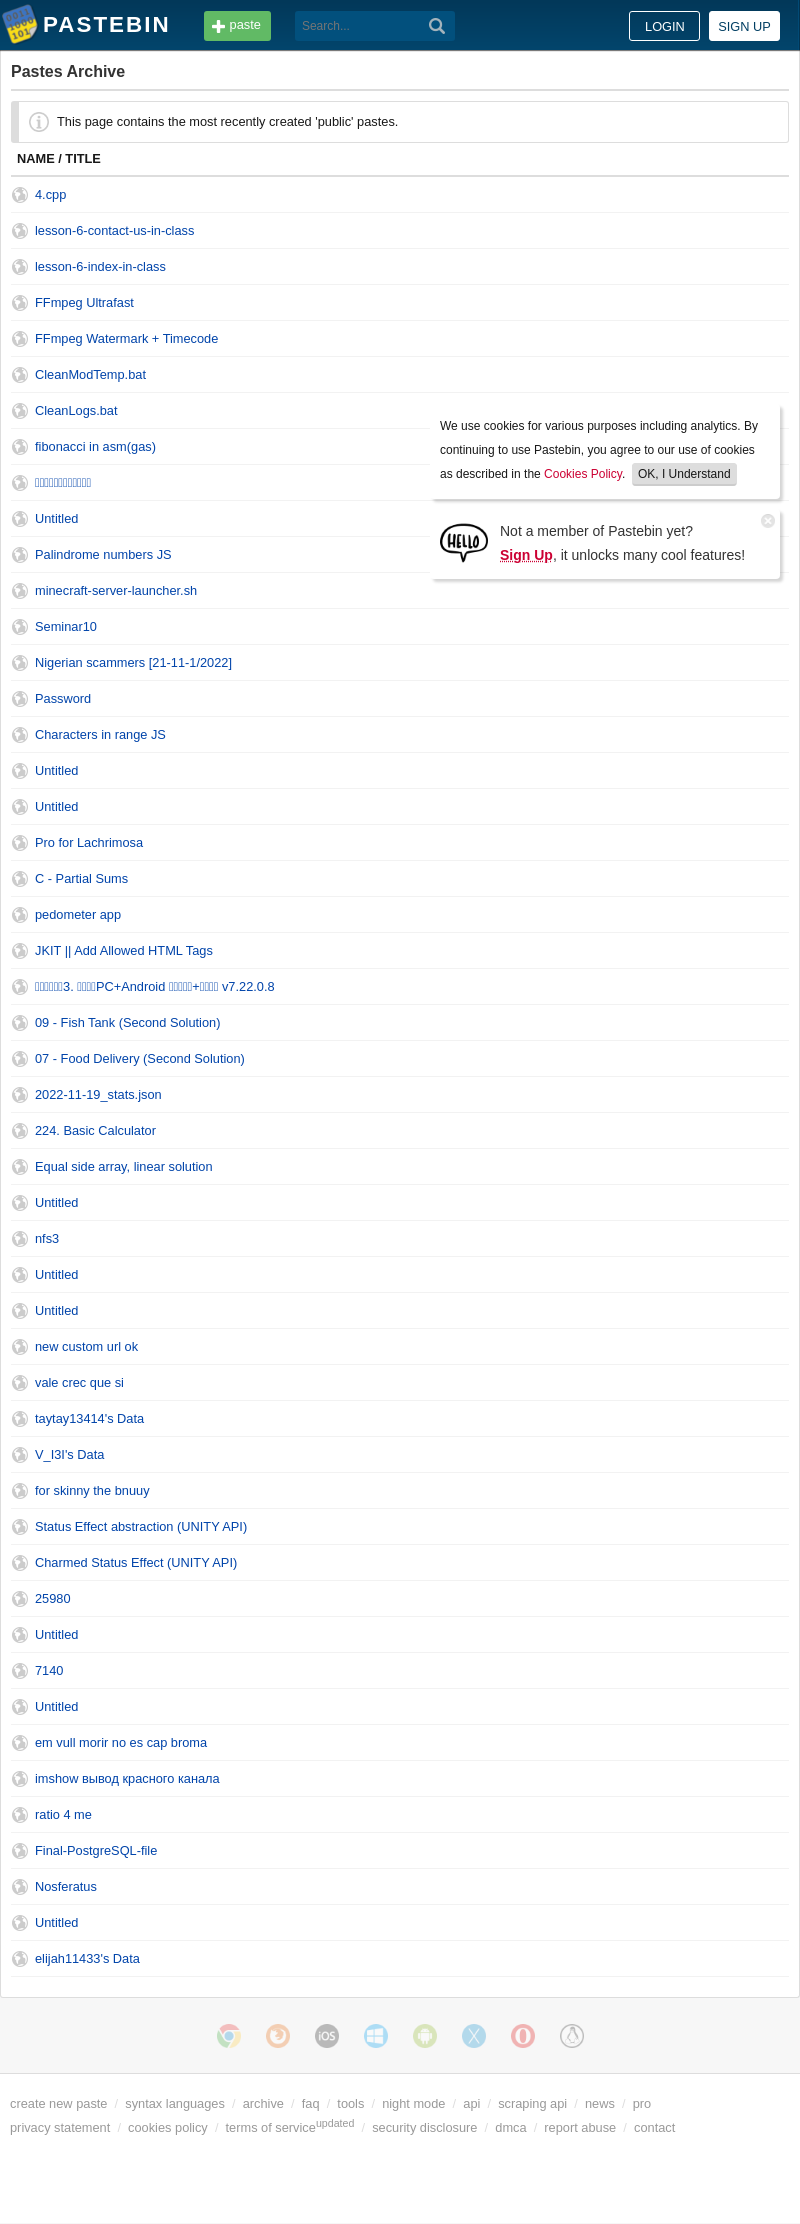 PASTEBIN
paste
Search...
LOGIN
SIGN UP
Pastes Archive
This page contains the most recently created 'public' pastes.
NAME / TITLE
4.cpp
lesson-6-contact-us-in-class
lesson-6-index-in-class
FFmpeg Ultrafast
FFmpeg Watermark + Timecode
CleanModTemp.bat
CleanLogs.bat
fibonacci in asm(gas)
Untitled
Palindrome numbers JS
minecraft-server-launcher.sh
We use cookies for various purposes including analytics. By
continuing to use Pastebin, you agree to our use of cookies
as described in the Cookies Policy. OK, I Understand
HELLO
Not a member of Pastebin yet?
Sign Up, it unlocks many cool features!
Seminar10
Nigerian scammers [21-11-1/2022]
Password
Characters in range JS
Untitled
Untitled
Pro for Lachrimosa
C - Partial Sums
pedometer app
JKIT || Add Allowed HTML Tags
3. PC+Android + v7.22.0.8
09 - Fish Tank (Second Solution)
07 - Food Delivery (Second Solution)
2022-11-19_stats.json
224. Basic Calculator
Equal side array, linear solution
Untitled
nfs3
Untitled
Untitled
new custom url ok
vale crec que si
taytay13414's Data
V_I3I's Data
for skinny the bnuuy
Status Effect abstraction (UNITY API)
Charmed Status Effect (UNITY API)
25980
Untitled
7140
Untitled
em vull morir no es cap broma
imshow вывод красного канала
ratio 4 me
Final-PostgreSQL-file
Nosferatus
Untitled
elijah11433's Data
iOS
create new paste / syntax languages / archive / faq / tools / night mode / api / scraping api / news / pro
privacy statement / cookies policy / terms of service updated / security disclosure / dmca / report abuse / contact